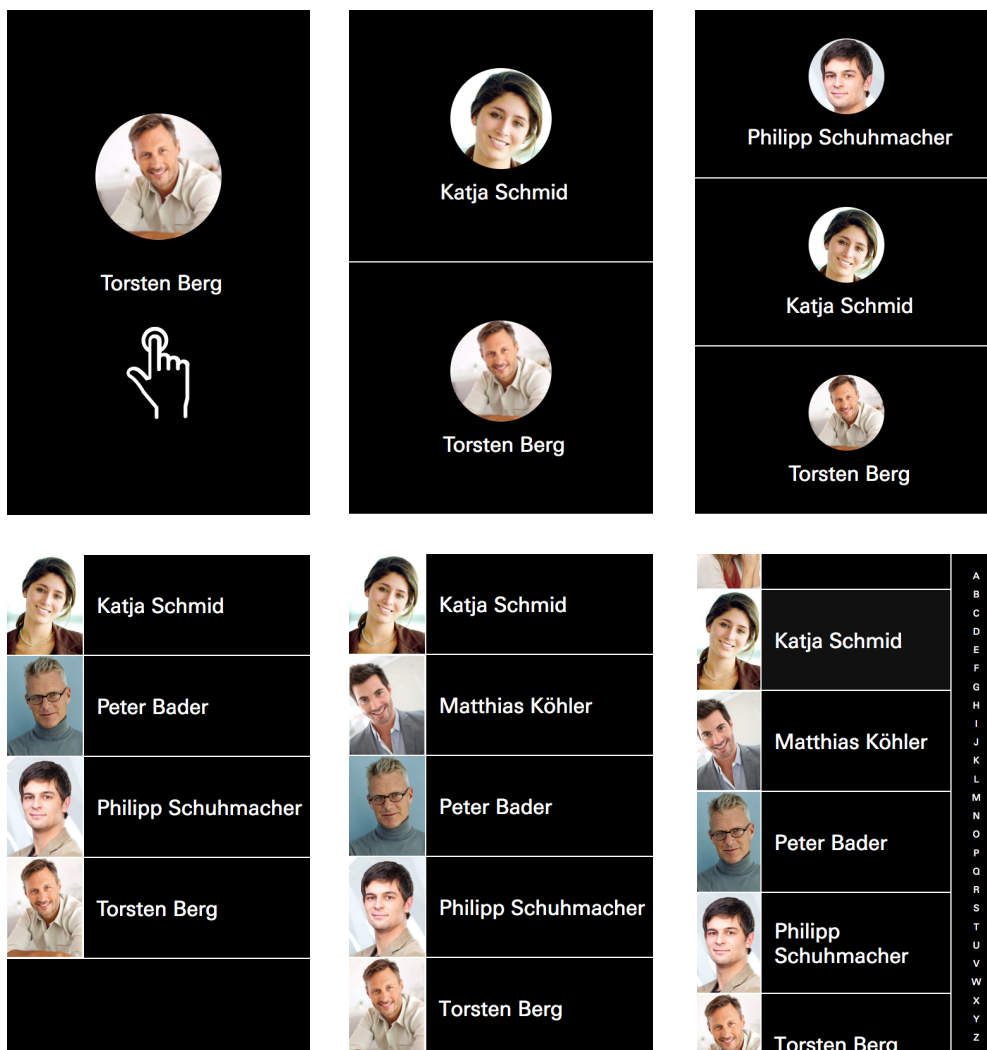 Torsten Berg
Katja Schmid
Torsten Berg
Philipp Schuhmacher
Katja Schmid
Torsten Berg
Katja Schmid
Peter Bader
Philipp Schuhmacher
Torsten Berg
Katja Schmid
Matthias Köhler
Peter Bader
Philipp Schuhmacher
Torsten Berg
Katja Schmid
Matthias Köhler
Peter Bader
Philipp
Schuhmacher
Torsten Berg
A
B
C
D
E
F
G
H
I
J
K
L
M
N
O
P
Q
R
S
T
U
V
W
X
Y
Z